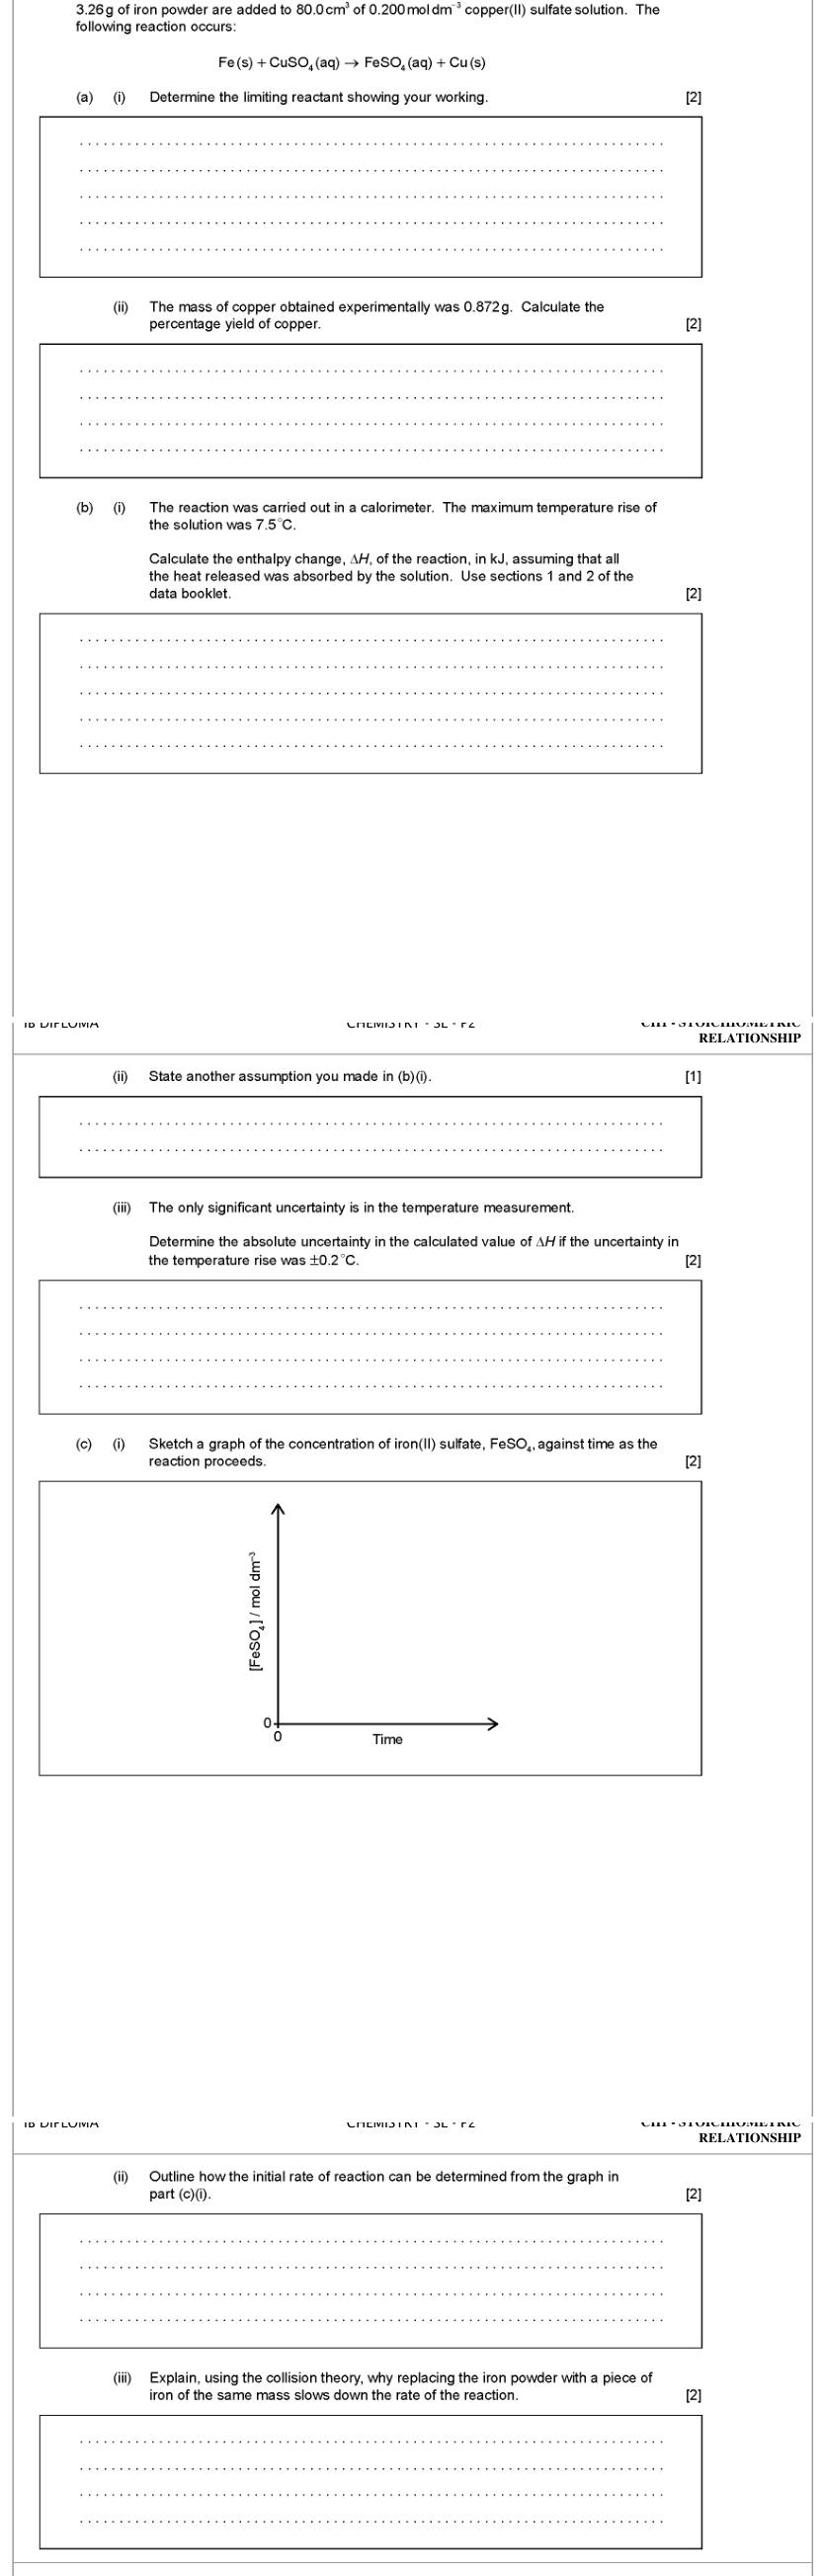 3.26 g of iron powder are added to 80.0 cm³ of 0.200 mol dm⁻³ copper(II) sulfate solution. The
following reaction occurs:
Fe (s) + CuSO₄ (aq) → FeSO₄ (aq) + Cu (s)
(a) (i) Determine the limiting reactant showing your working. [2]
(ii) The mass of copper obtained experimentally was 0.872 g. Calculate the
percentage yield of copper. [2]
(b) (i) The reaction was carried out in a calorimeter. The maximum temperature rise of
the solution was 7.5 °C.
Calculate the enthalpy change, ΔH, of the reaction, in kJ, assuming that all
the heat released was absorbed by the solution. Use sections 1 and 2 of the
data booklet. [2]
IB DIPLOMA CHEMISTRY - SL - P2 CH1 - STOICHIOMETRIC
RELATIONSHIP
(ii) State another assumption you made in (b)(i). [1]
(iii) The only significant uncertainty is in the temperature measurement.
Determine the absolute uncertainty in the calculated value of ΔH if the uncertainty in
the temperature rise was ±0.2 °C. [2]
(c) (i) Sketch a graph of the concentration of iron(II) sulfate, FeSO₄, against time as the
reaction proceeds. [2]
[FeSO₄] / mol dm⁻³
0
0
Time
IB DIPLOMA CHEMISTRY - SL - P2 CH1 - STOICHIOMETRIC
RELATIONSHIP
(ii) Outline how the initial rate of reaction can be determined from the graph in
part (c)(i). [2]
(iii) Explain, using the collision theory, why replacing the iron powder with a piece of
iron of the same mass slows down the rate of the reaction. [2]